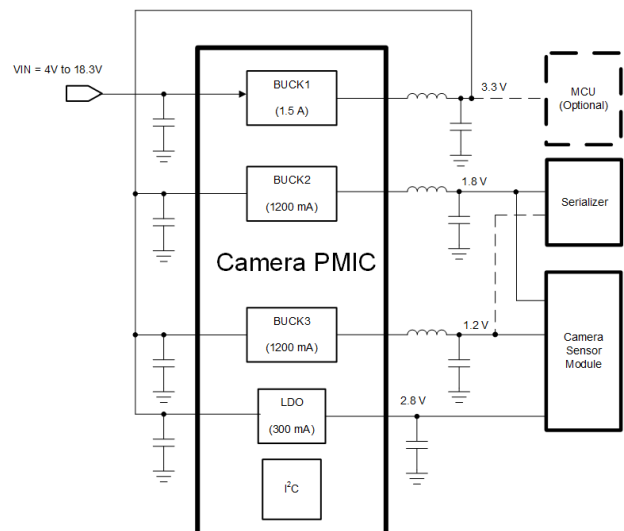 VIN = 4V to 18.3V
BUCK1
(1.5 A)
3.3 V
MCU
(Optional)
BUCK2
(1200 mA)
1.8 V
Serializer
Camera PMIC
BUCK3
(1200 mA)
1.2 V
Camera
Sensor
Module
LDO
(300 mA)
2.8 V
I²C